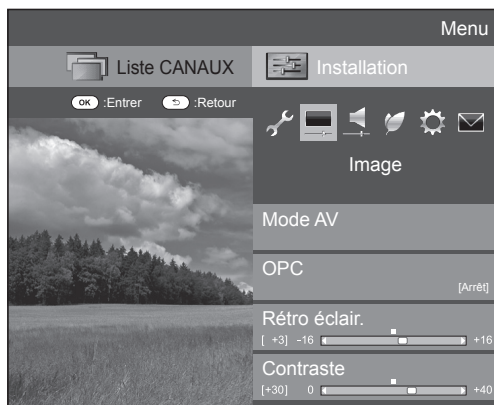 Menu
Liste CANAUX
Installation
OK :Entrer :Retour
Image
Mode AV
OPC
[Arrêt]
Rétro éclair.
[ +3] -16 +16
Contraste
[+30] 0 +40